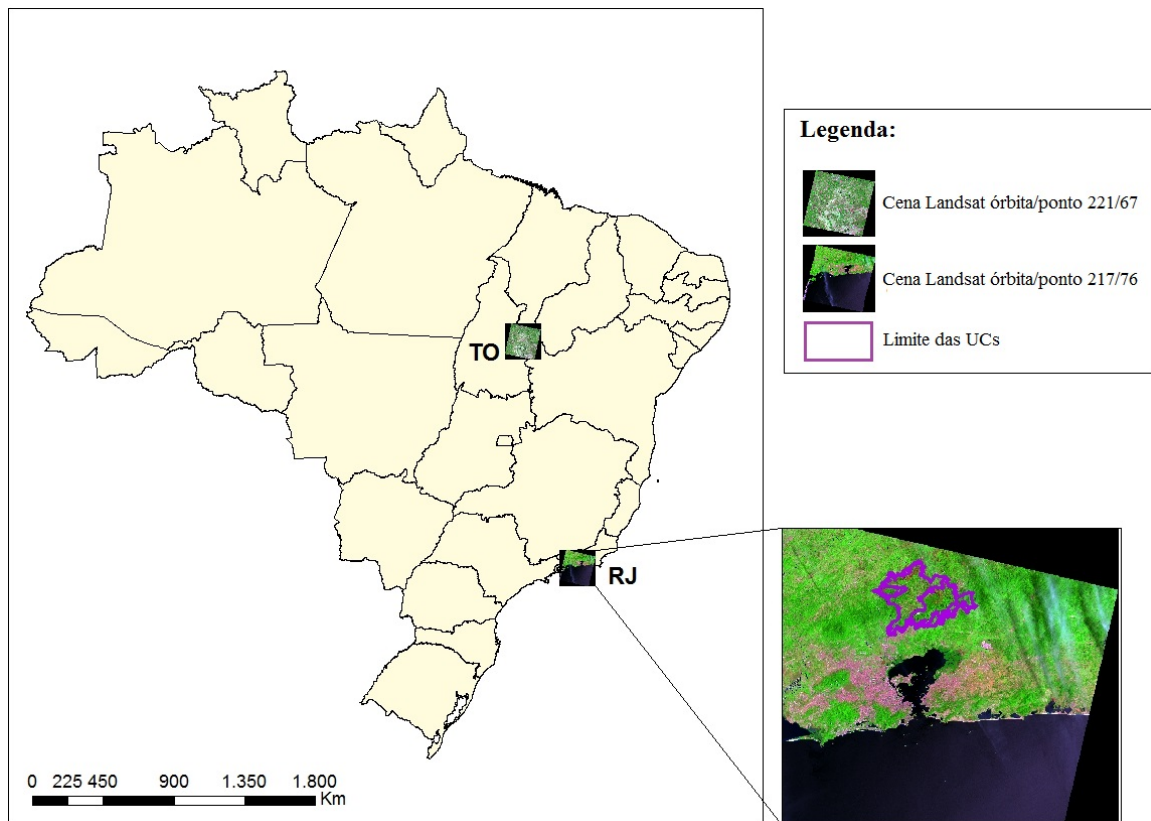 Legenda:
Cena Landsat órbita/ponto 221/67
Cena Landsat órbita/ponto 217/76
Limite das UCs
TO
RJ
0 225 450 900 1.350 1.800
Km